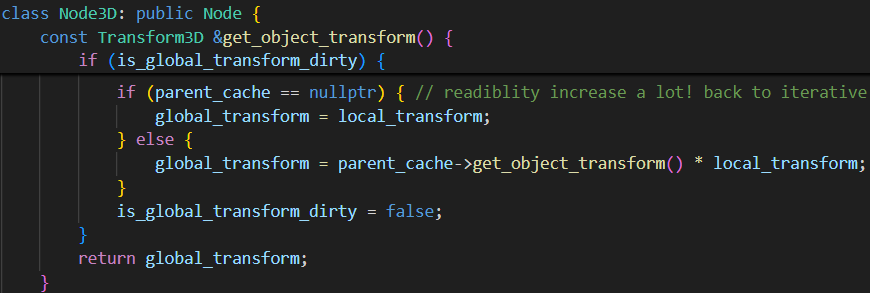 class Node3D: public Node {
const Transform3D &get_object_transform() {
if (is_global_transform_dirty) {
if (parent_cache == nullptr) { // readiblity increase a lot! back to iterative
global_transform = local_transform;
} else {
global_transform = parent_cache->get_object_transform() * local_transform;
}
is_global_transform_dirty = false;
}
return global_transform;
}